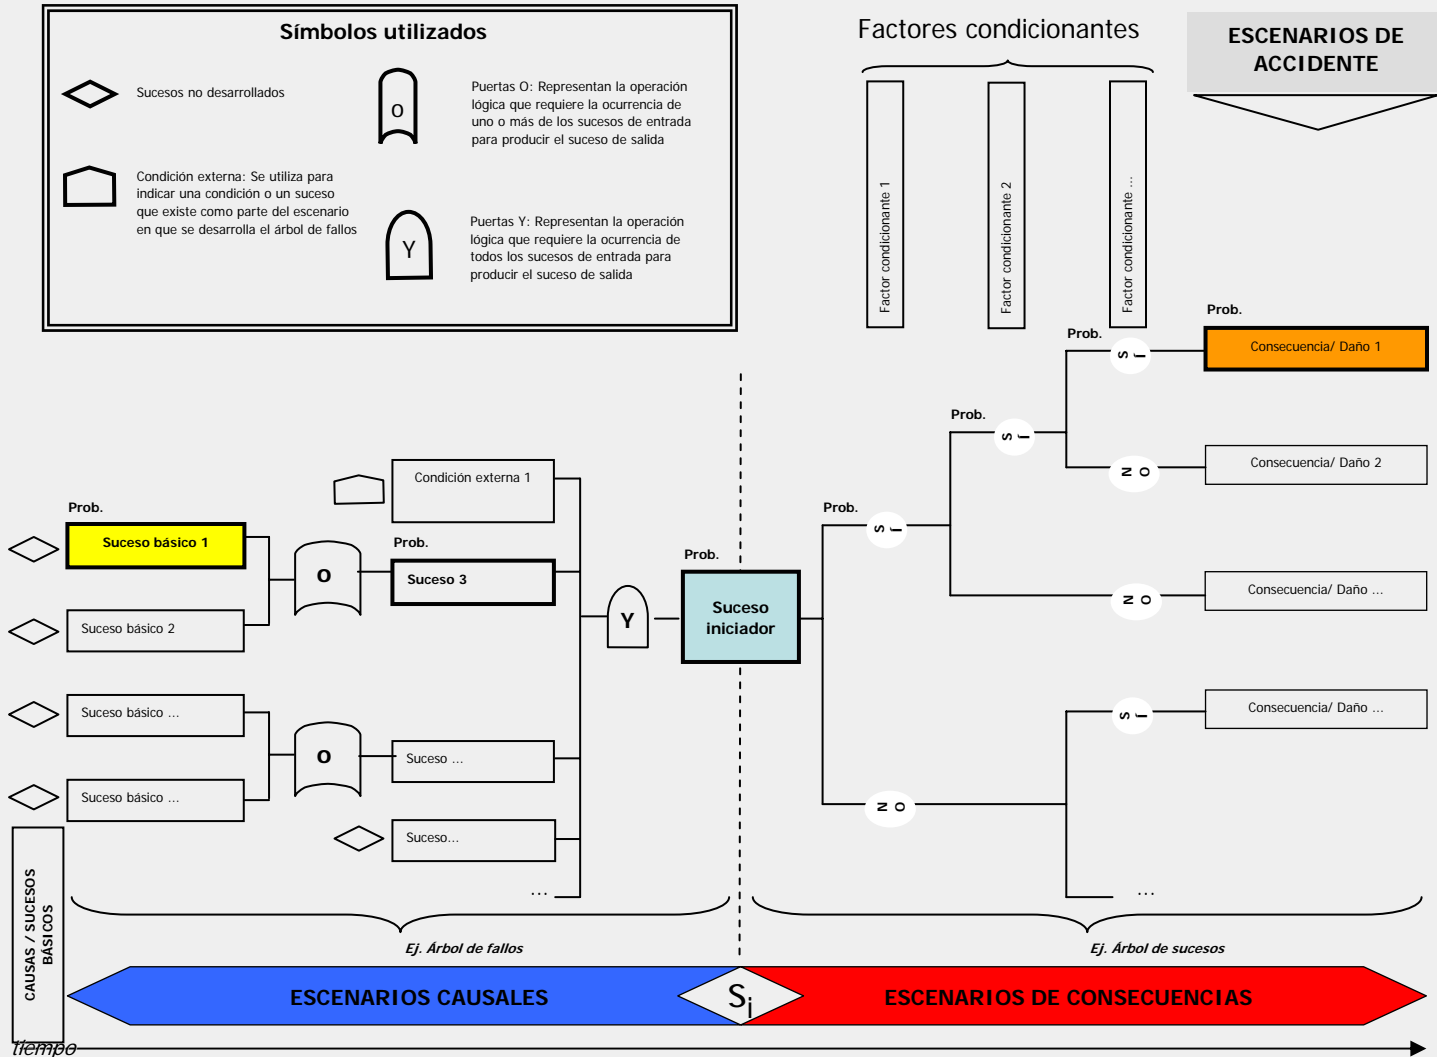 Símbolos utilizados
Sucesos no desarrollados
Condición externa: Se utiliza para
indicar una condición o un suceso
que existe como parte del escenario
en que se desarrolla el árbol de fallos
O
Puertas O: Representan la operación
lógica que requiere la ocurrencia de
uno o más de los sucesos de entrada
para producir el suceso de salida
Y
Puertas Y: Representan la operación
lógica que requiere la ocurrencia de
todos los sucesos de entrada para
producir el suceso de salida
Factores condicionantes
Factor condicionante 1
Factor condicionante 2
Factor condicionante ...
ESCENARIOS DE
ACCIDENTE
Prob.
Suceso básico 1
Suceso básico 2
Suceso básico ...
Suceso básico ...
O
O
Condición externa 1
Prob.
Suceso 3
Suceso ...
Suceso...
...
Y
Prob.
Suceso
iniciador
Prob.
SÍ
NO
Prob.
SÍ
NO
Prob.
SÍ
NO
SÍ
...
Prob.
Consecuencia/ Daño 1
Consecuencia/ Daño 2
Consecuencia/ Daño ...
Consecuencia/ Daño ...
CAUSAS / SUCESOS
BÁSICOS
Ej. Árbol de fallos
Ej. Árbol de sucesos
ESCENARIOS CAUSALES
Si
ESCENARIOS DE CONSECUENCIAS
tiempo